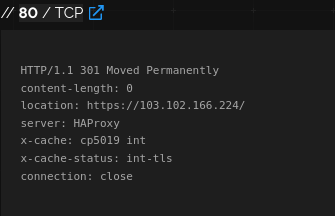 // 80 / TCP
HTTP/1.1 301 Moved Permanently
content-length: 0
location: https://103.102.166.224/
server: HAProxy
x-cache: cp5019 int
x-cache-status: int-tls
connection: close